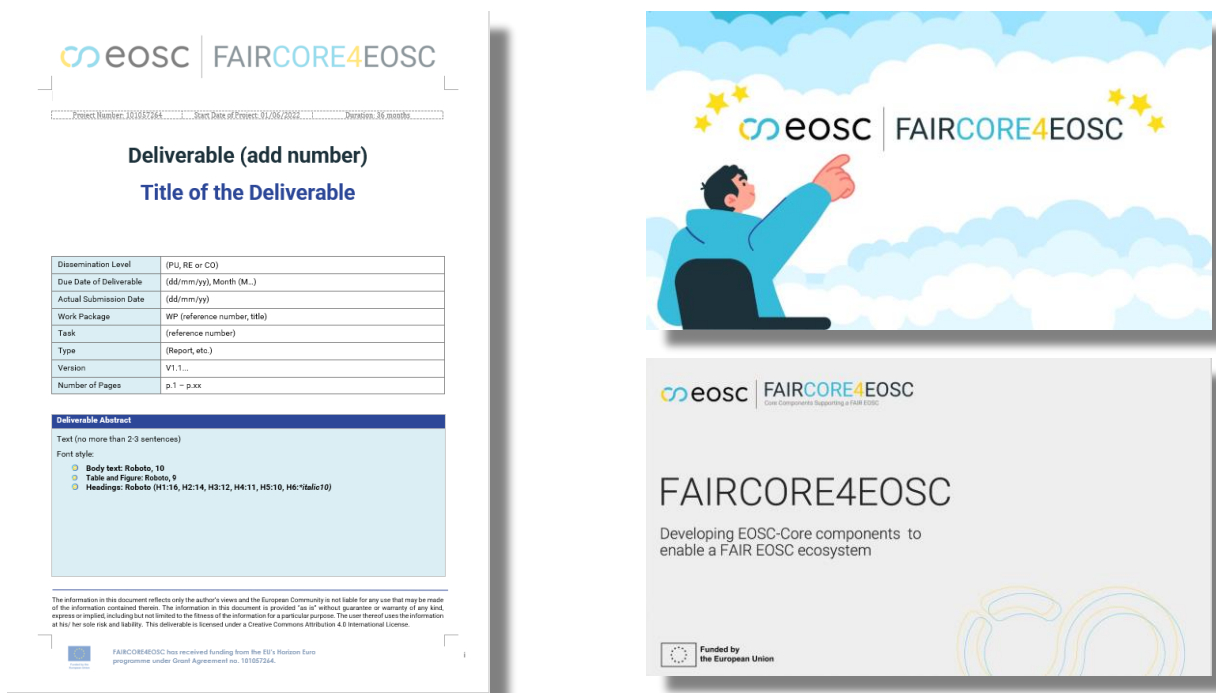 eosc | FAIRCORE4EOSC
Project Number: 101057264 | Start Date of Project: 01/06/2022 | Duration: 36 months
Deliverable (add number)
Title of the Deliverable
Dissemination Level (PU, RE or CO)
Due Date of Deliverable (dd/mm/yy), Month (M...)
Actual Submission Date (dd/mm/yy)
Work Package WP (reference number, title)
Task (reference number)
Type (Report, etc.)
Version V1.1...
Number of Pages p.1 – p.xx
Deliverable Abstract
Text (no more than 2-3 sentences)
Font style:
Body text: Roboto, 10
Table and Figure: Roboto, 9
Headings: Roboto (H1:16, H2:14, H3:12, H4:11, H5:10, H6:*italic10)
The information in this document reflects only the author's views and the European Community is not liable for any use that may be made
of the information contained therein. The information in this document is provided "as is" without guarantee or warranty of any kind,
express or implied, including but not limited to the fitness of the information for a particular purpose. The user thereof uses the information
at his/ her sole risk and liability. This deliverable is licensed under a Creative Commons Attribution 4.0 International License.
FAIRCORE4EOSC has received funding from the EU's Horizon Euro
programme under Grant Agreement no. 101057264.
eosc | FAIRCORE4EOSC
eosc | FAIRCORE4EOSC
Core Components Supporting a FAIR EOSC
FAIRCORE4EOSC
Developing EOSC-Core components to
enable a FAIR EOSC ecosystem
Funded by
the European Union